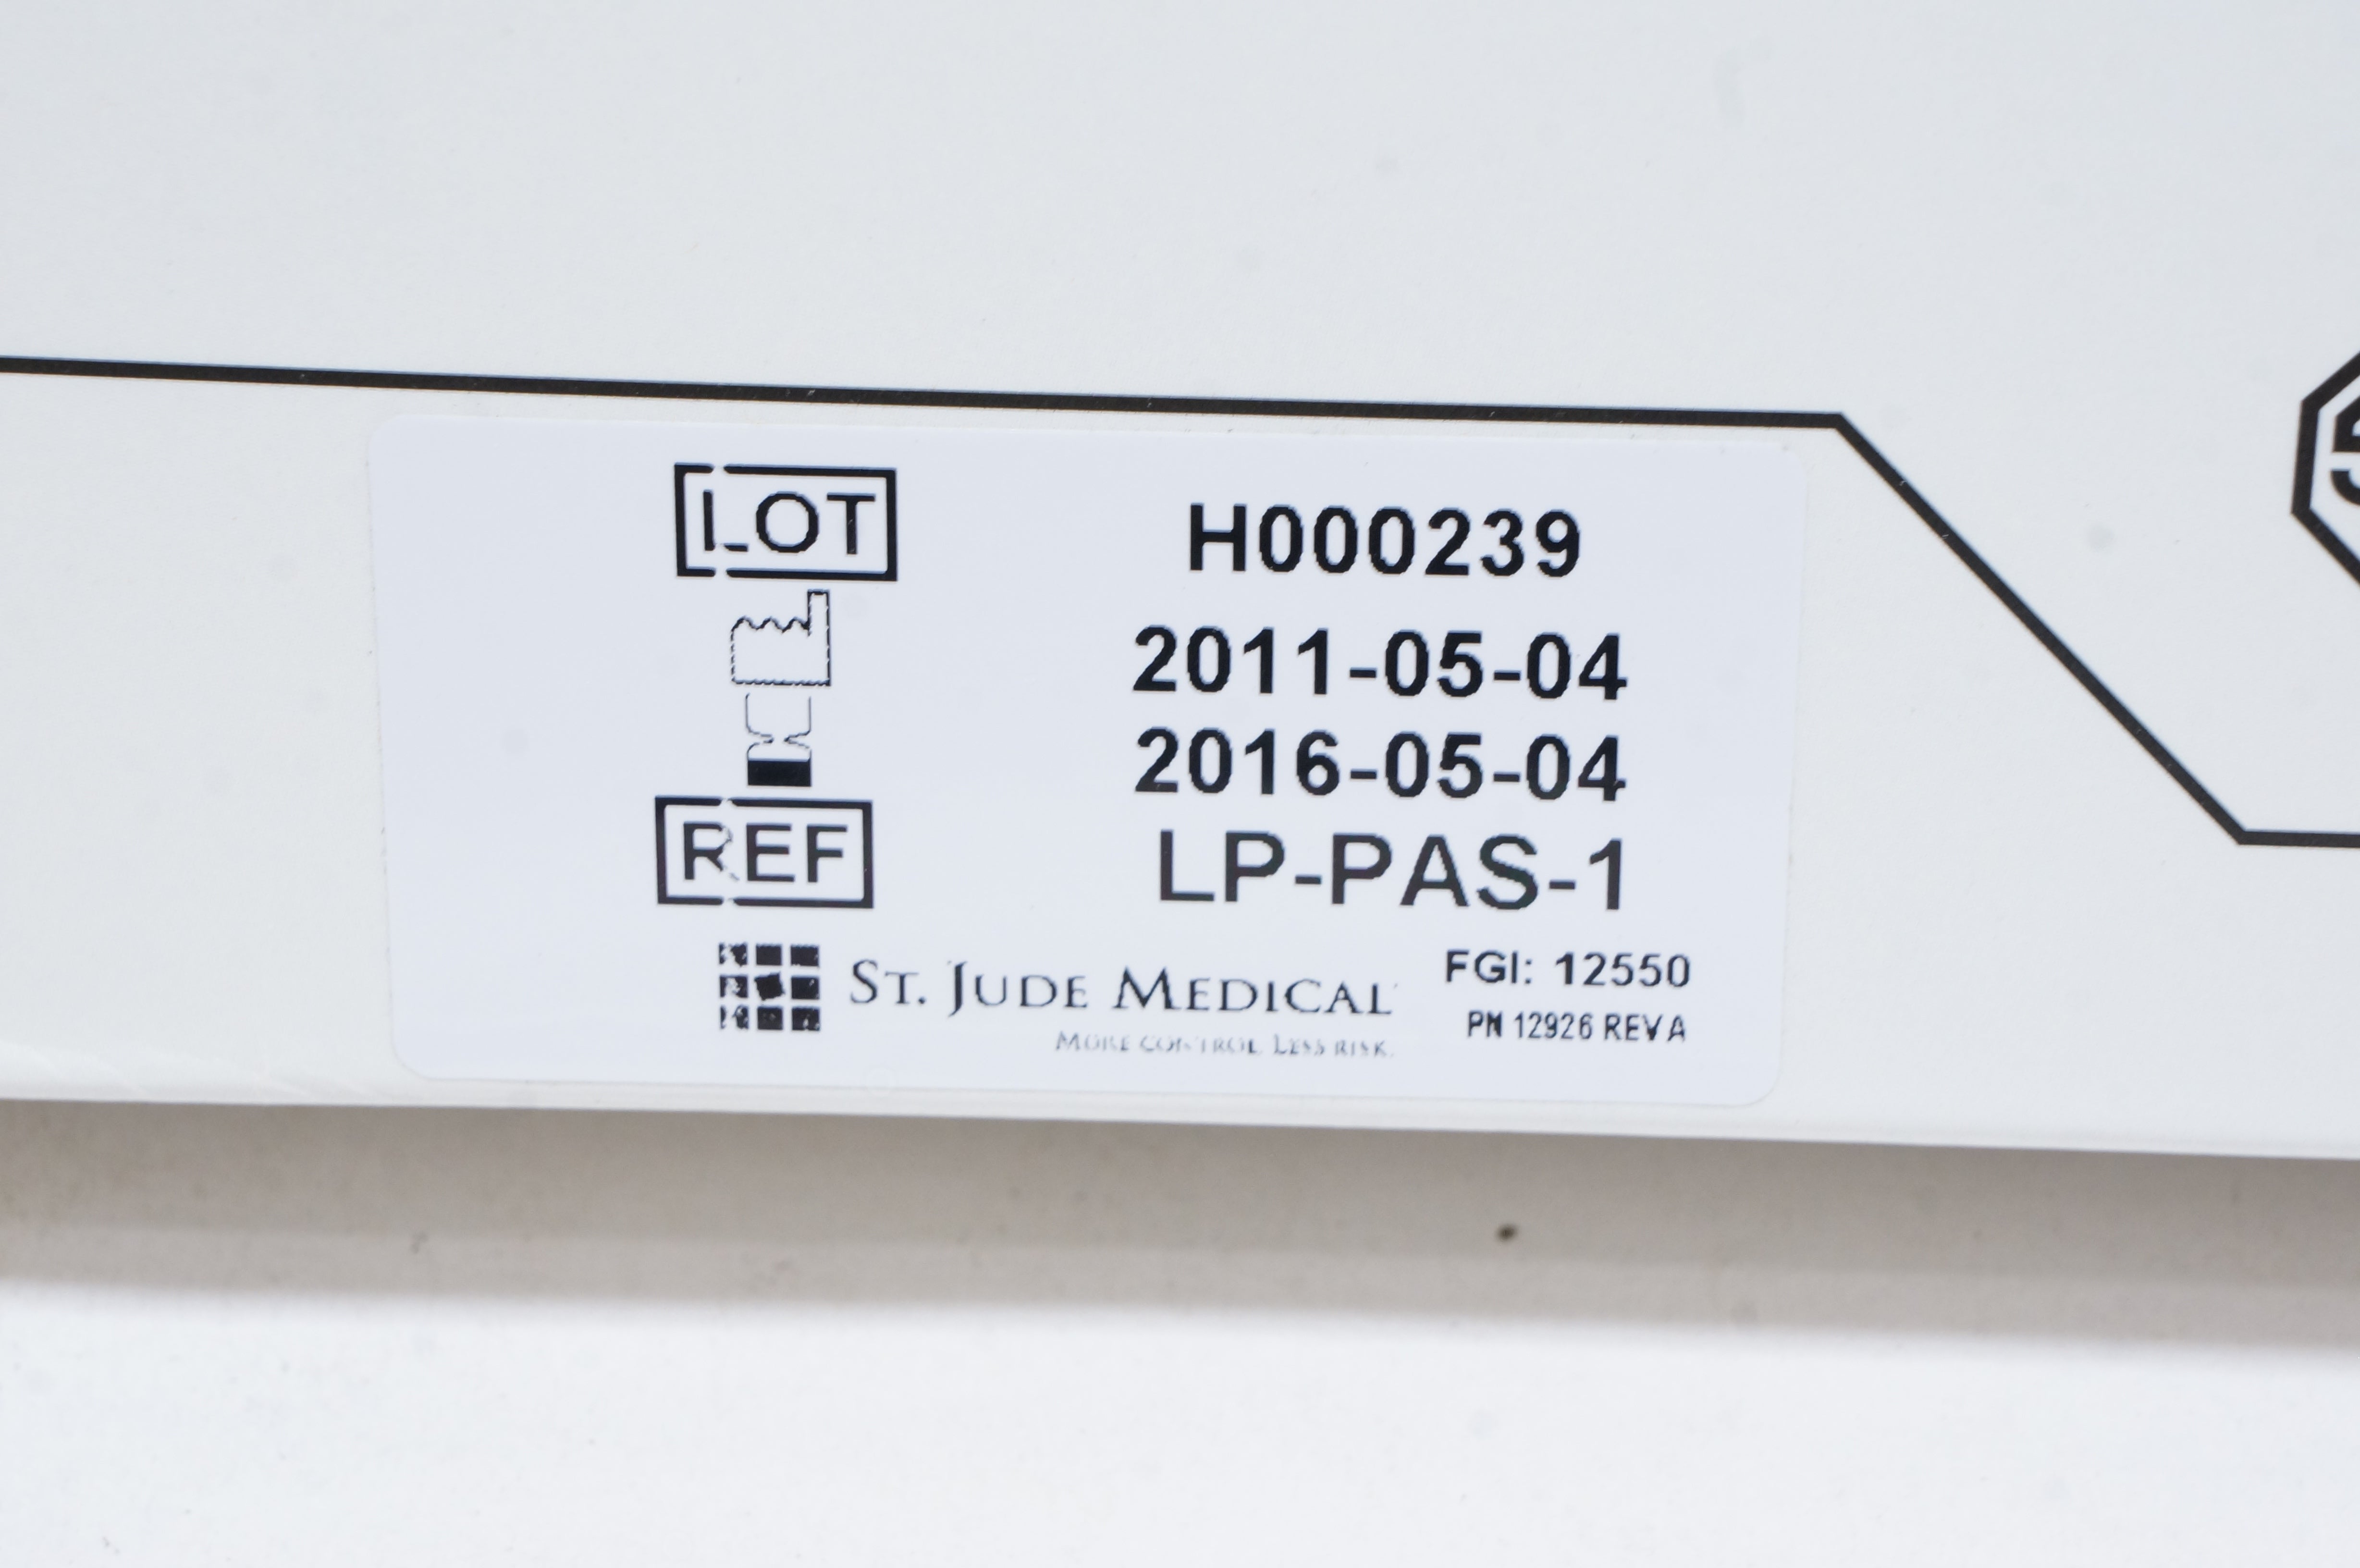 LOT H000239
2011-05-04
2016-05-04
REF LP-PAS-1
ST. JUDE MEDICAL
MORE CONTROL. LESS RISK.
FGI: 12550
PN 12926 REV A